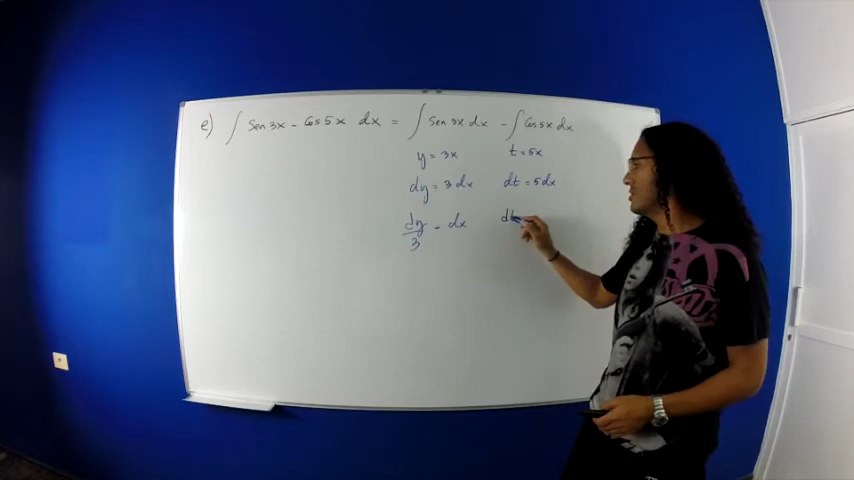 e) ∫ Sen 3x - Cos 5x dx = ∫ Sen 3x dx - ∫ Cos 5x dx
y = 3x t = 5x
dy = 3 dx dt = 5 dx
dy/3 = dx dt